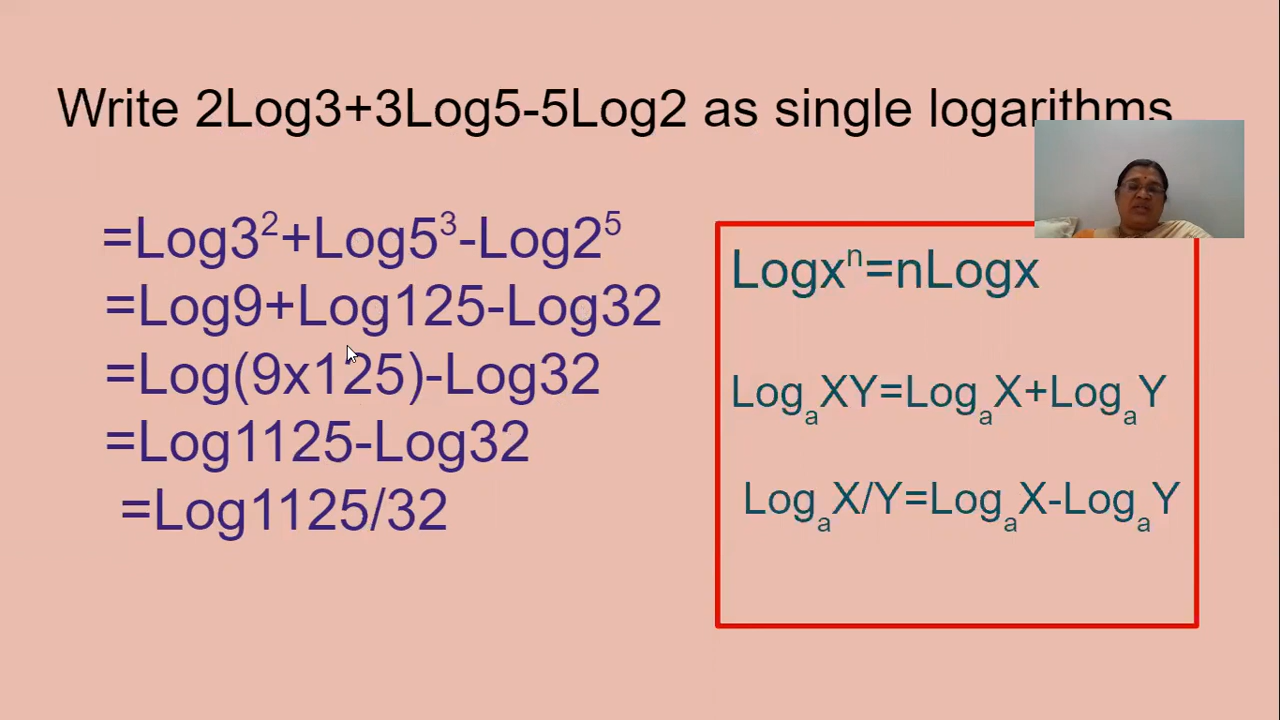 Write 2Log3+3Log5-5Log2 as single logarithms
=Log3²+Log5³-Log2⁵
=Log9+Log125-Log32
=Log(9x125)-Log32
=Log1125-Log32
=Log1125/32
Logxⁿ=nLogx
LogₐXY=LogₐX+LogₐY
LogₐX/Y=LogₐX-LogₐY